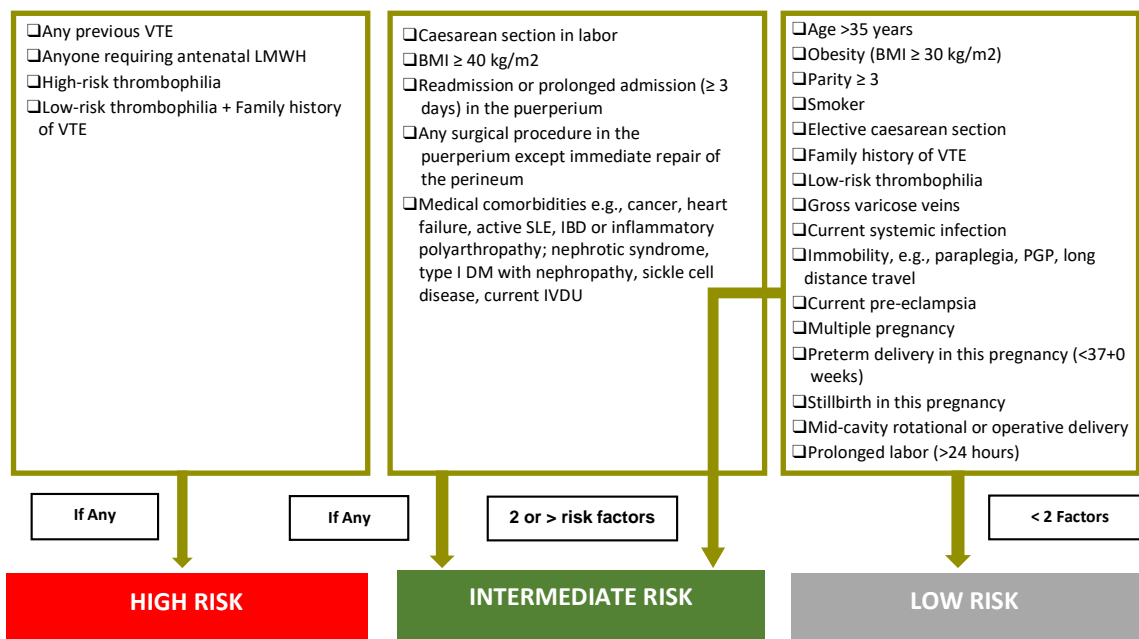 ❑Any previous VTE
❑Anyone requiring antenatal LMWH
❑High-risk thrombophilia
❑Low-risk thrombophilia + Family history
of VTE
❑Caesarean section in labor
❑BMI ≥ 40 kg/m2
❑Readmission or prolonged admission (≥ 3
days) in the puerperium
❑Any surgical procedure in the
puerperium except immediate repair of
the perineum
❑Medical comorbidities e.g., cancer, heart
failure, active SLE, IBD or inflammatory
polyarthropathy; nephrotic syndrome,
type I DM with nephropathy, sickle cell
disease, current IVDU
❑Age >35 years
❑Obesity (BMI ≥ 30 kg/m2)
❑Parity ≥ 3
❑Smoker
❑Elective caesarean section
❑Family history of VTE
❑Low-risk thrombophilia
❑Gross varicose veins
❑Current systemic infection
❑Immobility, e.g., paraplegia, PGP, long
distance travel
❑Current pre-eclampsia
❑Multiple pregnancy
❑Preterm delivery in this pregnancy (<37+0
weeks)
❑Stillbirth in this pregnancy
❑Mid-cavity rotational or operative delivery
❑Prolonged labor (>24 hours)
If Any
If Any
2 or > risk factors
< 2 Factors
HIGH RISK
INTERMEDIATE RISK
LOW RISK